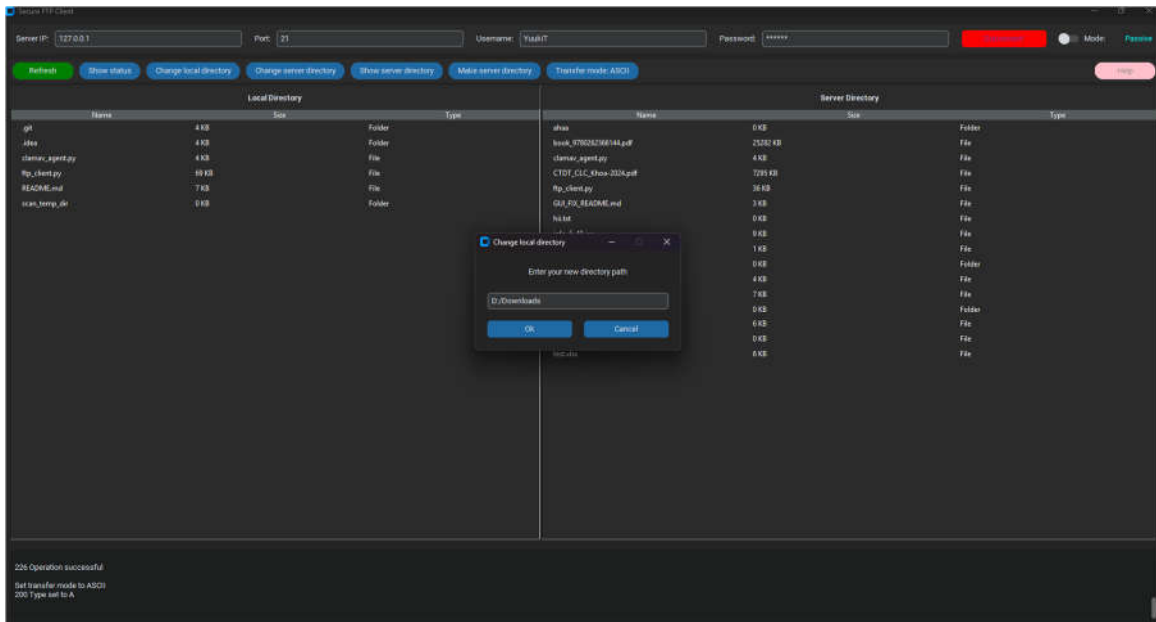 Secure FTP Client
Server IP: 127.0.0.1 Port: 21 Username: YuukiT Password: ****** Mode: Passive
Refresh Show status Change local directory Change server directory Show server directory Make server directory Transfer mode: ASCII Help
Local Directory Server Directory
Name Size Type Name Size Type
.git 4 KB Folder 0 KB Folder
.idea 4 KB Folder book_9780262366144.pdf 25282 KB File
clamav_agent.py 4 KB File clamav_agent.py 4 KB File
ftp_client.py 69 KB File CTDT_CLC_Khoa-2024.pdf 7295 KB File
README.md 7 KB File ftp_client.py 36 KB File
scan_temp_dir 0 KB Folder GUI_FIX_README.md 3 KB File
0 KB File
9 KB File
Change local directory
1 KB File
0 KB Folder
Enter your new directory path
4 KB File
D:/Downloads 7 KB File
0 KB Folder
Ok Cancel 6 KB File
0 KB File
6 KB File
226 Operation successful
Set transfer mode to ASCII
200 Type set to A